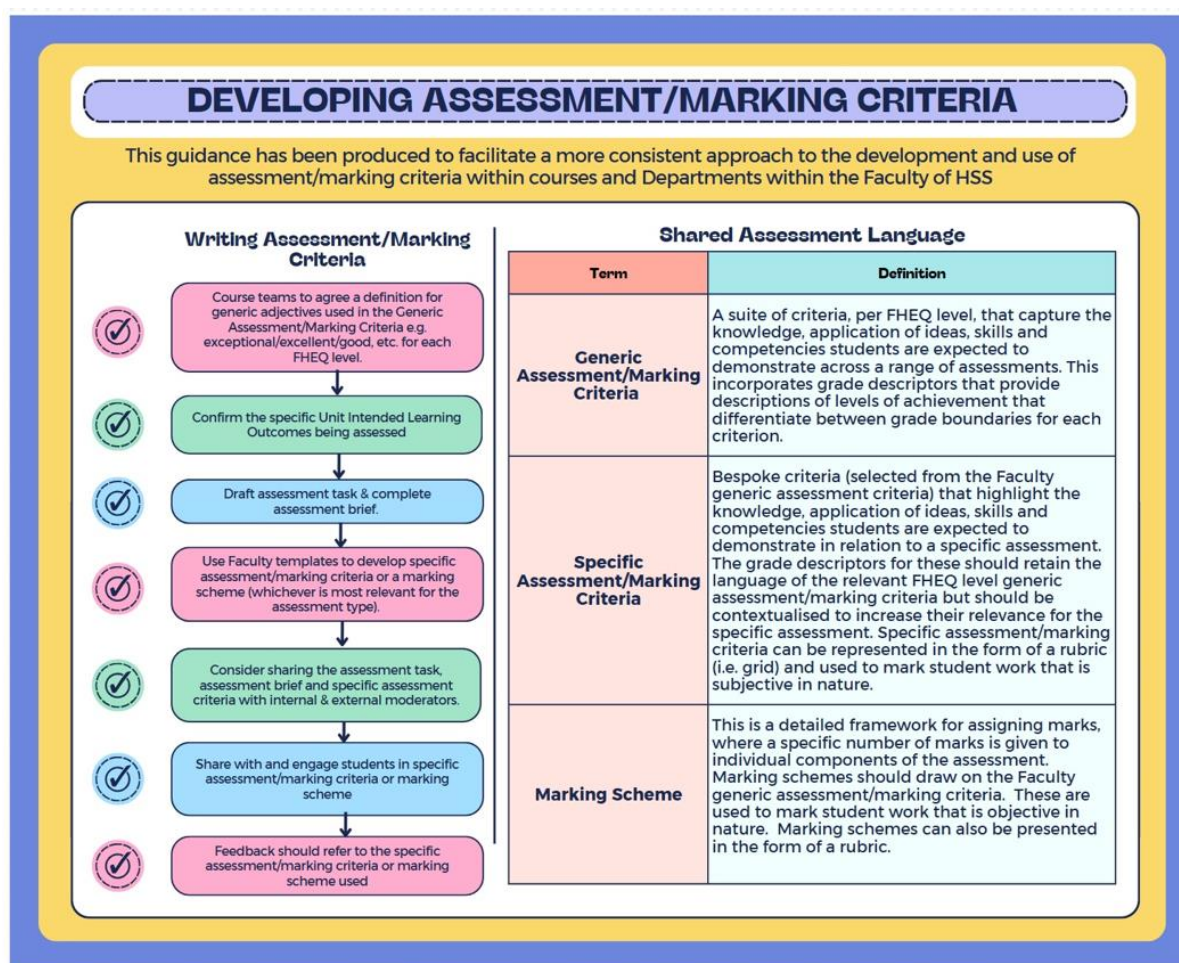 DEVELOPING ASSESSMENT/MARKING CRITERIA
This guidance has been produced to facilitate a more consistent approach to the development and use of
assessment/marking criteria within courses and Departments within the Faculty of HSS
Writing Assessment/Marking
Criteria
Course teams to agree a definition for
generic adjectives used in the Generic
Assessment/Marking Criteria e.g.
exceptional/excellent/good, etc. for each
FHEQ level.
Confirm the specific Unit Intended Learning
Outcomes being assessed
Draft assessment task & complete
assessment brief.
Use Faculty templates to develop specific
assessment/marking criteria or a marking
scheme (whichever is most relevant for the
assessment type).
Consider sharing the assessment task,
assessment brief and specific assessment
criteria with internal & external moderators.
Share with and engage students in specific
assessment/marking criteria or marking
scheme
Feedback should refer to the specific
assessment/marking criteria or marking
scheme used
Shared Assessment Language
Term
Definition
Generic
Assessment/Marking
Criteria
A suite of criteria, per FHEQ level, that capture the
knowledge, application of ideas, skills and
competencies students are expected to
demonstrate across a range of assessments. This
incorporates grade descriptors that provide
descriptions of levels of achievement that
differentiate between grade boundaries for each
criterion.
Specific
Assessment/Marking
Criteria
Bespoke criteria (selected from the Faculty
generic assessment criteria) that highlight the
knowledge, application of ideas, skills and
competencies students are expected to
demonstrate in relation to a specific assessment.
The grade descriptors for these should retain the
language of the relevant FHEQ level generic
assessment/marking criteria but should be
contextualised to increase their relevance for the
specific assessment. Specific assessment/marking
criteria can be represented in the form of a rubric
(i.e. grid) and used to mark student work that is
subjective in nature.
Marking Scheme
This is a detailed framework for assigning marks,
where a specific number of marks is given to
individual components of the assessment.
Marking schemes should draw on the Faculty
generic assessment/marking criteria. These are
used to mark student work that is objective in
nature. Marking schemes can also be presented
in the form of a rubric.